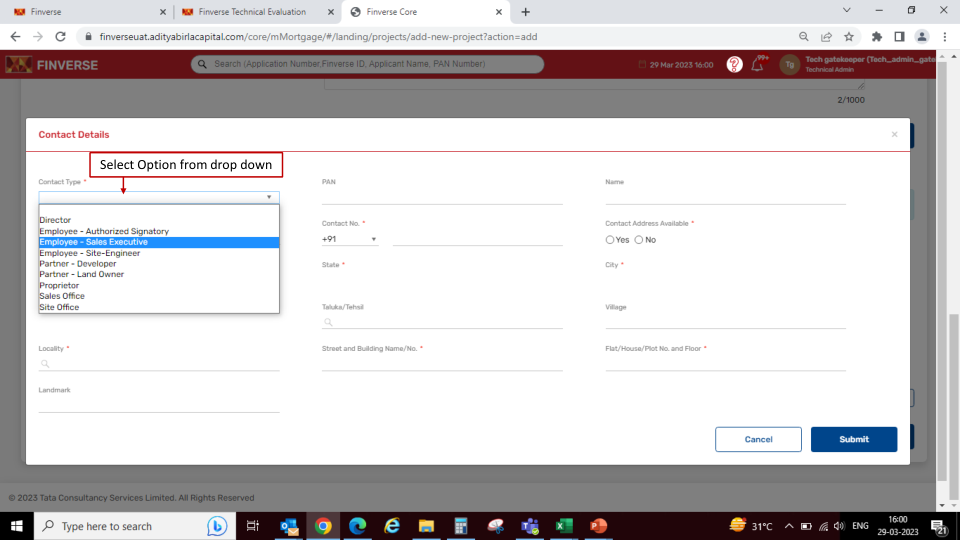 Finverse
Finverse Technical Evaluation
Finverse Core
finverseuat.adityabirlacapital.com/core/mMortgage/#/landing/projects/add-new-project?action=add
FINVERSE
Search (Application Number,Finverse ID, Applicant Name, PAN Number)
29 Mar 2023 16:00
99+
Tg
Tech gatekeeper (Tech_admin_gate
Technical Admin
2/1000
Contact Details
Select Option from drop down
Contact Type *
PAN
Name
Director
Employee - Authorized Signatory
Employee - Sales Executive
Employee - Site-Engineer
Partner - Developer
Partner - Land Owner
Proprietor
Sales Office
Site Office
Contact No. *
+91
Contact Address Available *
Yes No
State *
City *
Taluka/Tehsil
Village
Locality *
Street and Building Name/No. *
Flat/House/Plot No. and Floor *
Landmark
Cancel
Submit
© 2023 Tata Consultancy Services Limited. All Rights Reserved
Type here to search
31°C
ENG
16:00
29-03-2023
21